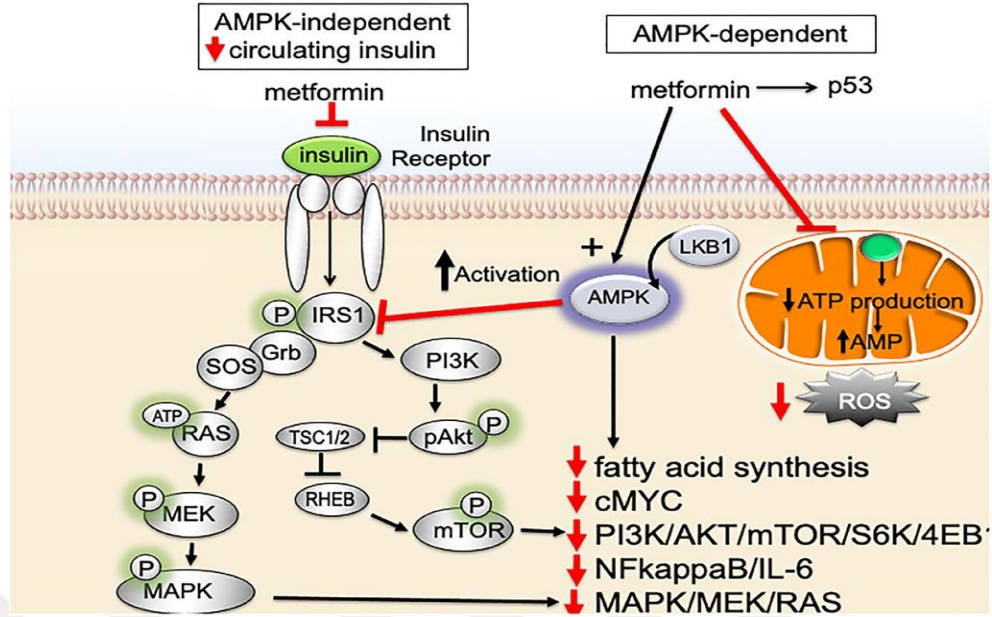 AMPK-independent
circulating insulin
metformin
insulin
Insulin
Receptor
AMPK-dependent
metformin
p53
LKB1
+
AMPK
Activation
P
IRS1
Grb
SOS
ATP
RAS
P
MEK
P
MAPK
PI3K
pAkt
P
TSC1/2
RHEB
P
mTOR
ATP production
AMP
ROS
fatty acid synthesis
cMYC
PI3K/AKT/mTOR/S6K/4EB
NFkappaB/IL-6
MAPK/MEK/RAS